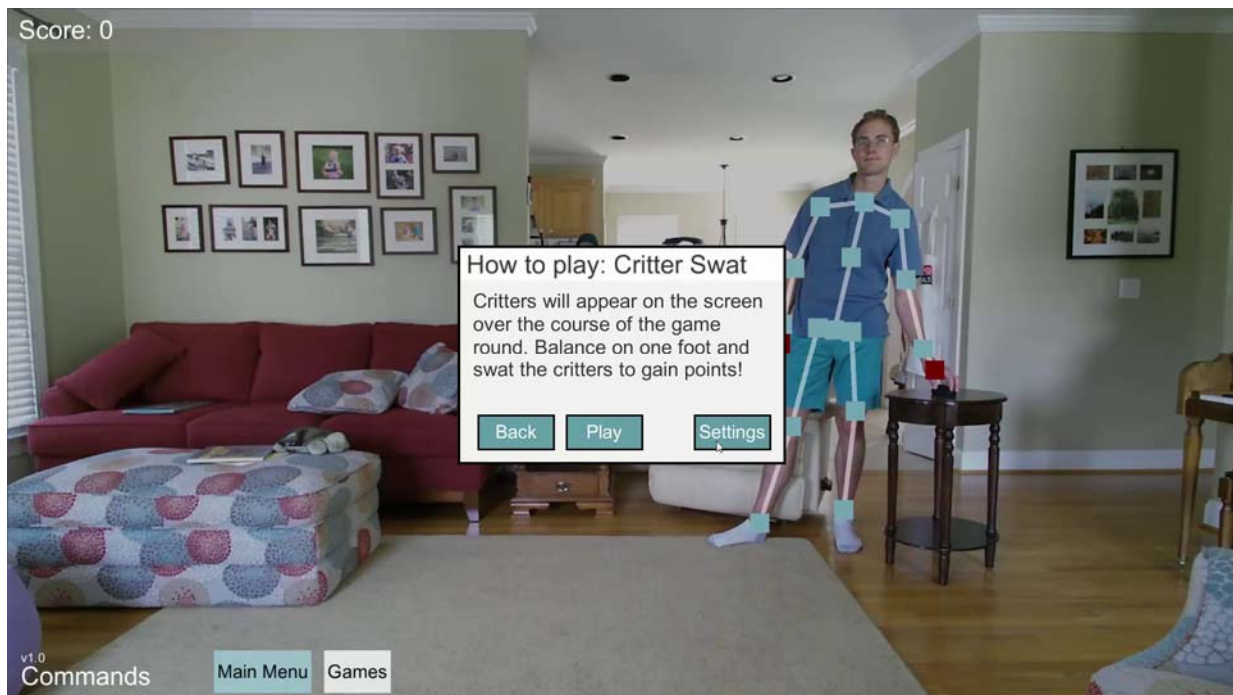 Score: 0
How to play: Critter Swat
Critters will appear on the screen
over the course of the game
round. Balance on one foot and
swat the critters to gain points!
Back Play Settings
v1.0
Commands Main Menu Games